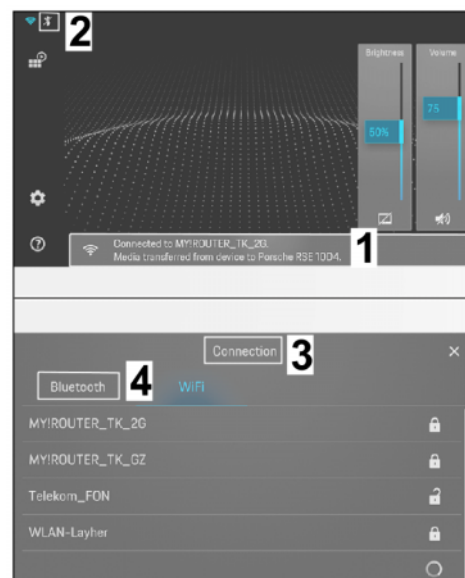 2
Brightness
Volume
75
50%
Connected to MY!ROUTER_TK_2G.
Media transferred from device to Porsche RSE 1004.
1
Connection
3
Bluetooth
4
WiFi
MY!ROUTER_TK_2G
MY!ROUTER_TK_GZ
Telekom_FON
WLAN-Layher